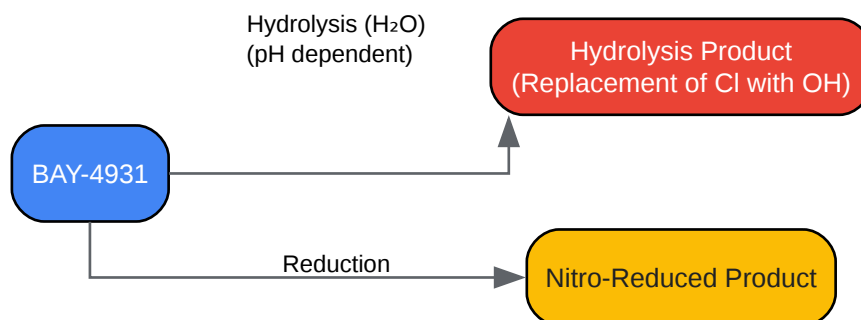 Hydrolysis (H₂O)
(pH dependent)
Hydrolysis Product
(Replacement of Cl with OH)
BAY-4931
Reduction
Nitro-Reduced Product